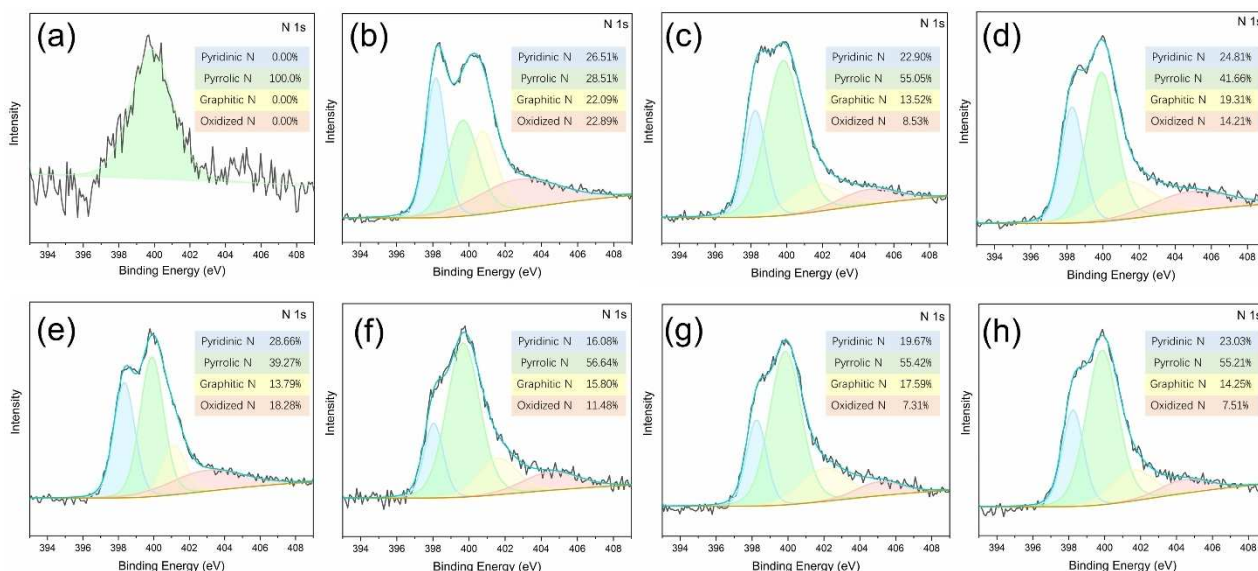 (a)
N 1s
Pyridinic N 0.00%
Pyrrolic N 100.0%
Graphitic N 0.00%
Oxidized N 0.00%
Intensity
394 396 398 400 402 404 406 408
Binding Energy (eV)
(b)
N 1s
Pyridinic N 26.51%
Pyrrolic N 28.51%
Graphitic N 22.09%
Oxidized N 22.89%
Intensity
394 396 398 400 402 404 406 408
Binding Energy (eV)
(c)
N 1s
Pyridinic N 22.90%
Pyrrolic N 55.05%
Graphitic N 13.52%
Oxidized N 8.53%
Intensity
394 396 398 400 402 404 406 408
Binding Energy (eV)
(d)
N 1s
Pyridinic N 24.81%
Pyrrolic N 41.66%
Graphitic N 19.31%
Oxidized N 14.21%
Intensity
394 396 398 400 402 404 406 408
Binding Energy (eV)
(e)
N 1s
Pyridinic N 28.66%
Pyrrolic N 39.27%
Graphitic N 13.79%
Oxidized N 18.28%
Intensity
394 396 398 400 402 404 406 408
Binding Energy (eV)
(f)
N 1s
Pyridinic N 16.08%
Pyrrolic N 56.64%
Graphitic N 15.80%
Oxidized N 11.48%
Intensity
394 396 398 400 402 404 406 408
Binding Energy (eV)
(g)
N 1s
Pyridinic N 19.67%
Pyrrolic N 55.42%
Graphitic N 17.59%
Oxidized N 7.31%
Intensity
394 396 398 400 402 404 406 408
Binding Energy (eV)
(h)
N 1s
Pyridinic N 23.03%
Pyrrolic N 55.21%
Graphitic N 14.25%
Oxidized N 7.51%
Intensity
394 396 398 400 402 404 406 408
Binding Energy (eV)